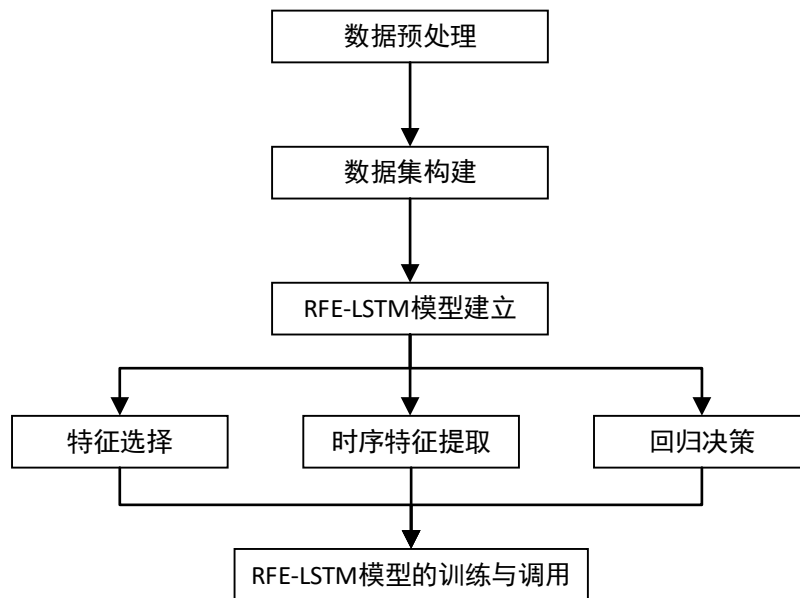 数据预处理
数据集构建
RFE-LSTM模型建立
特征选择
时序特征提取
回归决策
RFE-LSTM模型的训练与调用